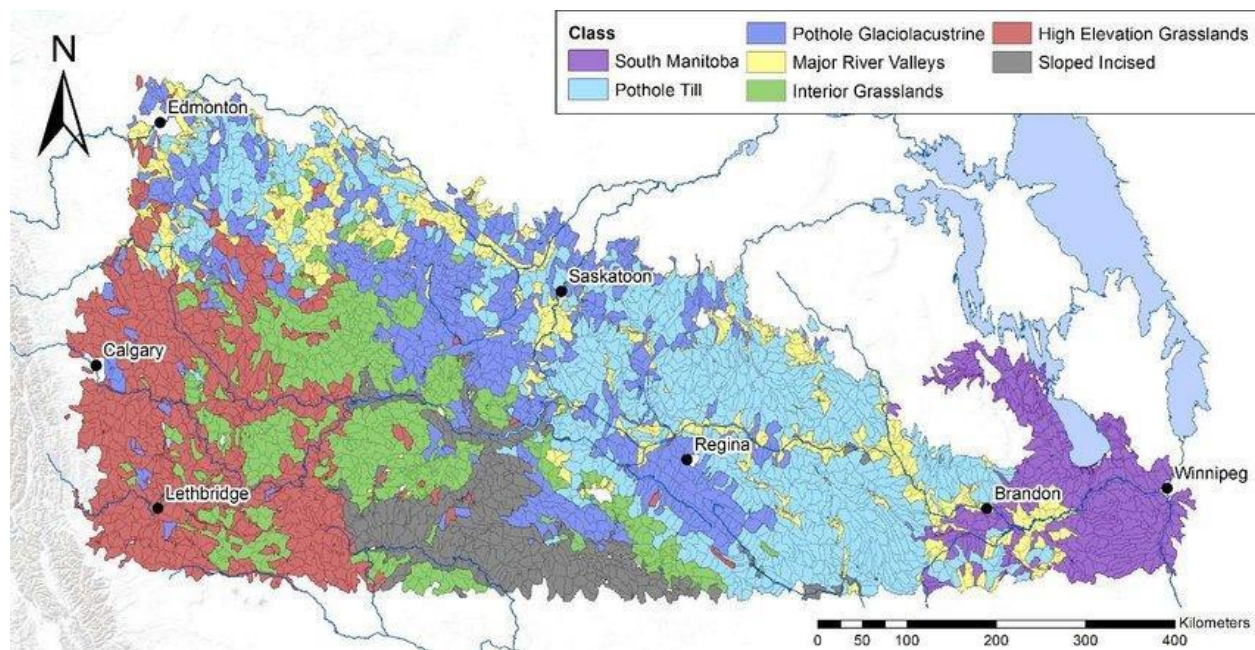 N
Class
South Manitoba
Pothole Till
Pothole Glaciolacustrine
Major River Valleys
Interior Grasslands
High Elevation Grasslands
Sloped Incised
Edmonton
Saskatoon
Calgary
Regina
Lethbridge
Brandon
Winnipeg
Kilometers
0 25 50 100 200 300 400